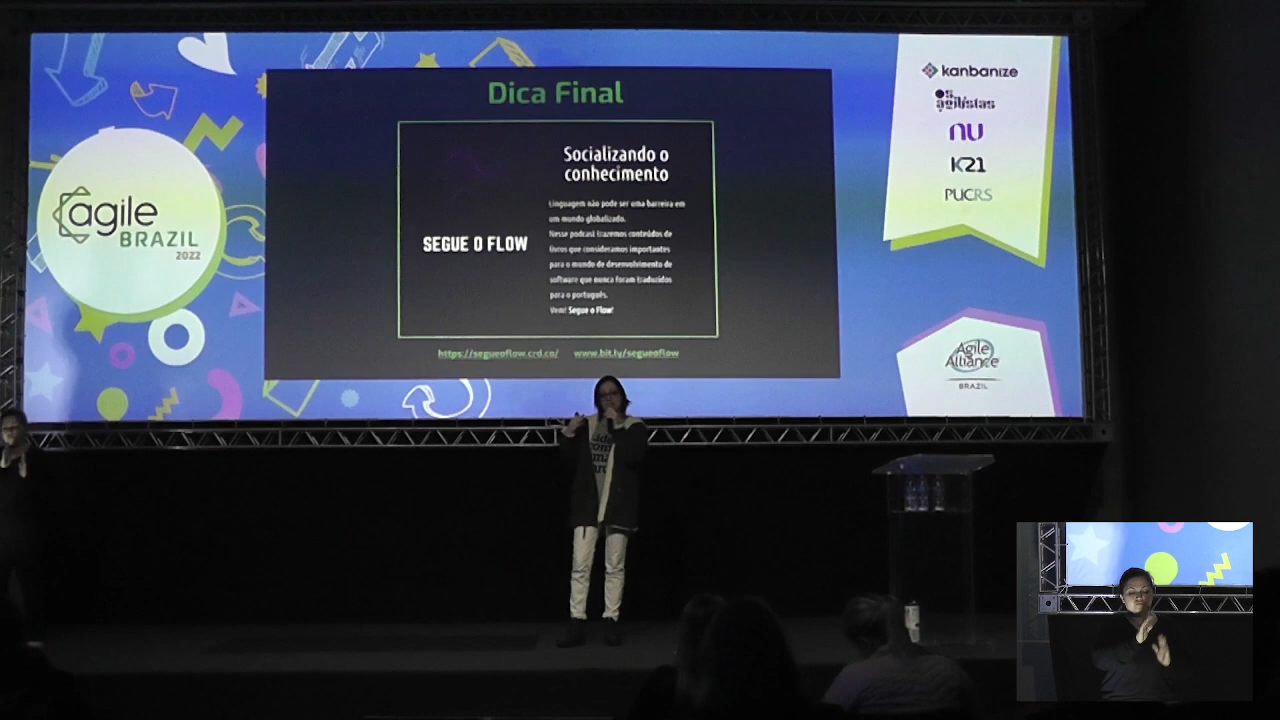 Dica Final
Socializando o
conhecimento
Linguagem não pode ser uma barreira em
um mundo globalizado.
Nesse podcast trazemos conteúdos de
livros que consideramos importantes
para o mundo de desenvolvimento de
software que nunca foram traduzidos
para o português.
Vem! Segue o Flow!
SEGUE O FLOW
https://segueoflow.crd.co/
www.bit.ly/segueoflow
agile
BRAZIL
2022
kanbanize
os
agilistas
nu
K21
PUCRS
Agile
Alliance
BRAZIL